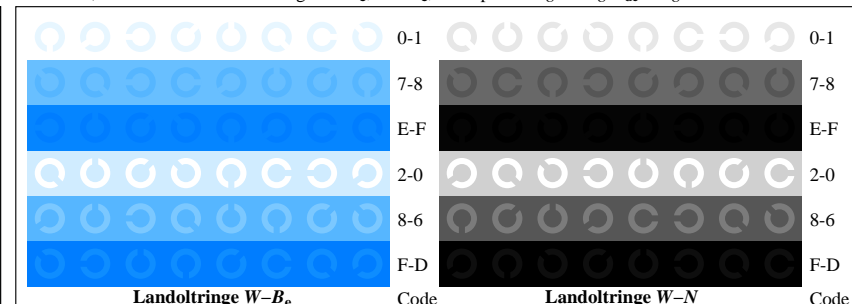 0-1 0-1
7-8 7-8
E-F E-F
2-0 2-0
8-6 8-6
F-D F-D
Landoltringe W–Be Code Landoltringe W–N Code